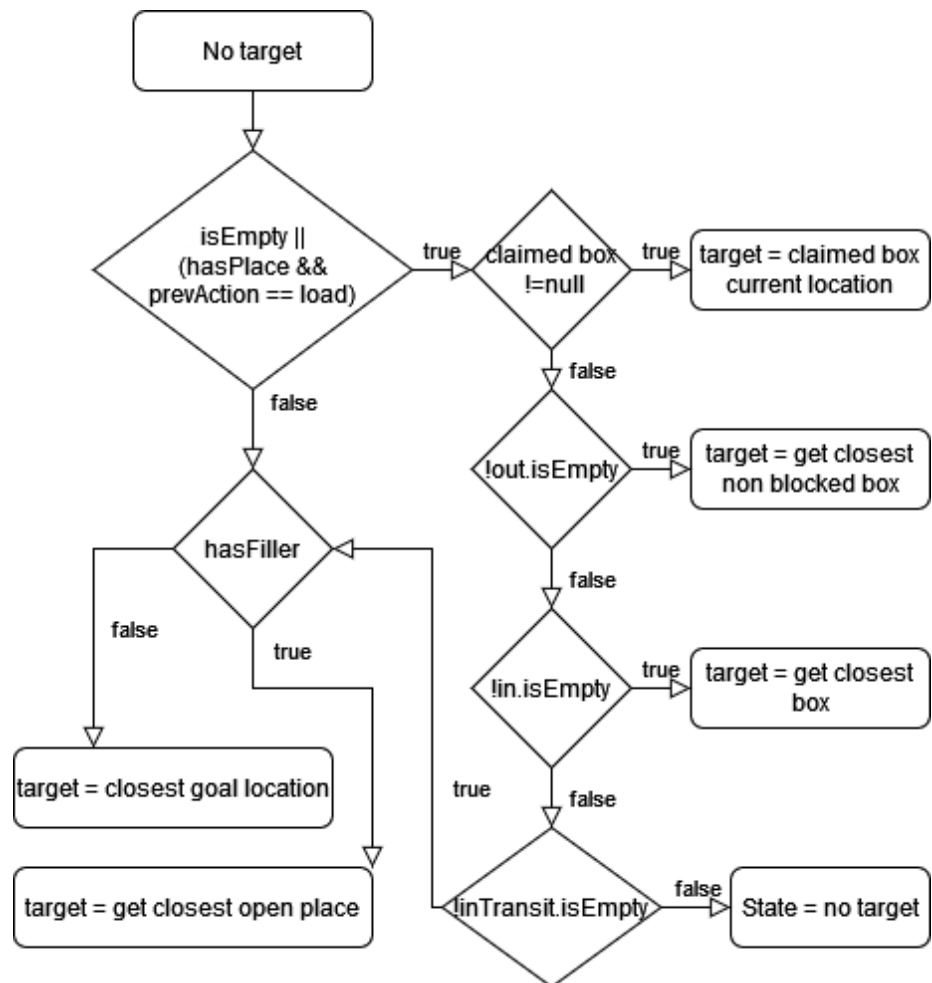 No target
isEmpty ||
(hasPlace &&
prevAction == load)
true
claimed box
!=null
true
target = claimed box
current location
false
false
!out.isEmpty
true
target = get closest
non blocked box
hasFiller
false
false
true
!in.isEmpty
true
target = get closest
box
target = closest goal location
true
false
target = get closest open place
!inTransit.isEmpty
false
State = no target